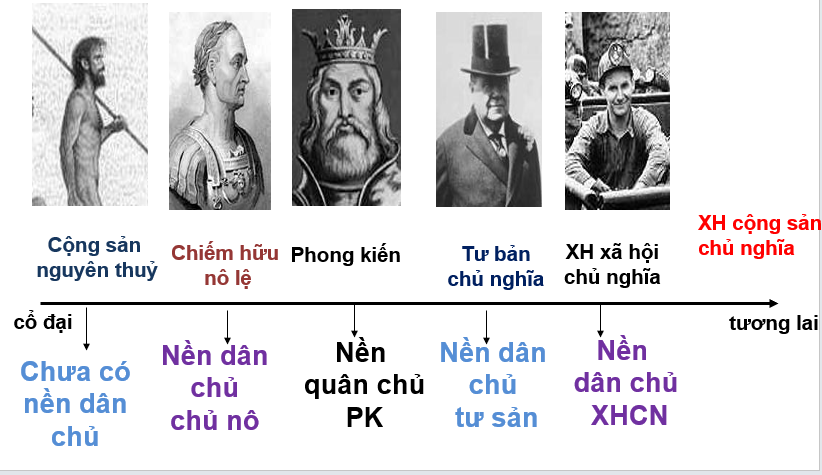 Cộng sản
nguyên thuỷ
Chiếm hữu
nô lệ
Phong kiến
Tư bản
chủ nghĩa
XH xã hội
chủ nghĩa
XH cộng sản
chủ nghĩa
cổ đại
tương lai
Chưa có
nền dân
chủ
Nền dân
chủ
chủ nô
Nền
quân chủ
PK
Nền dân
chủ
tư sản
Nền
dân chủ
XHCN